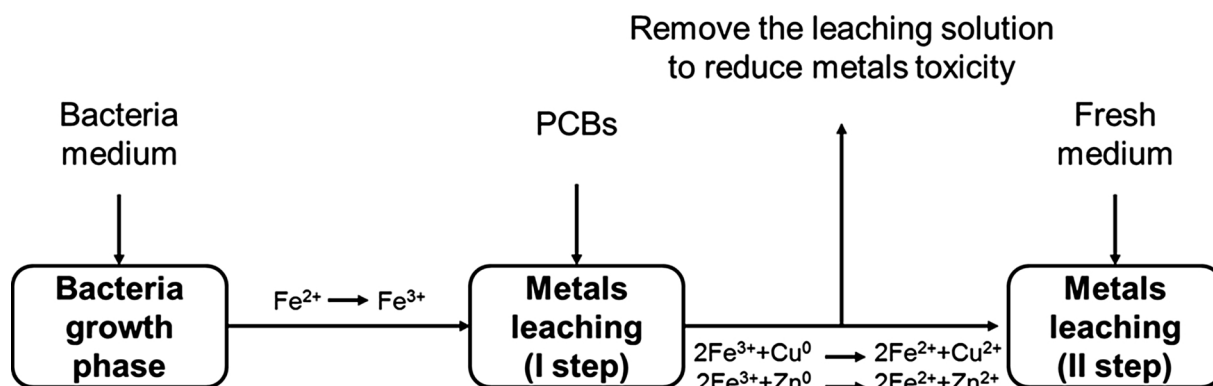 Remove the leaching solution
to reduce metals toxicity
Bacteria
medium
PCBs
Fresh
medium
Bacteria
growth
phase
Fe²⁺ → Fe³⁺
Metals
leaching
(I step)
2Fe³⁺+Cu⁰ → 2Fe²⁺+Cu²⁺
2Fe³⁺+Zn⁰ → 2Fe²⁺+Zn²⁺
Metals
leaching
(II step)